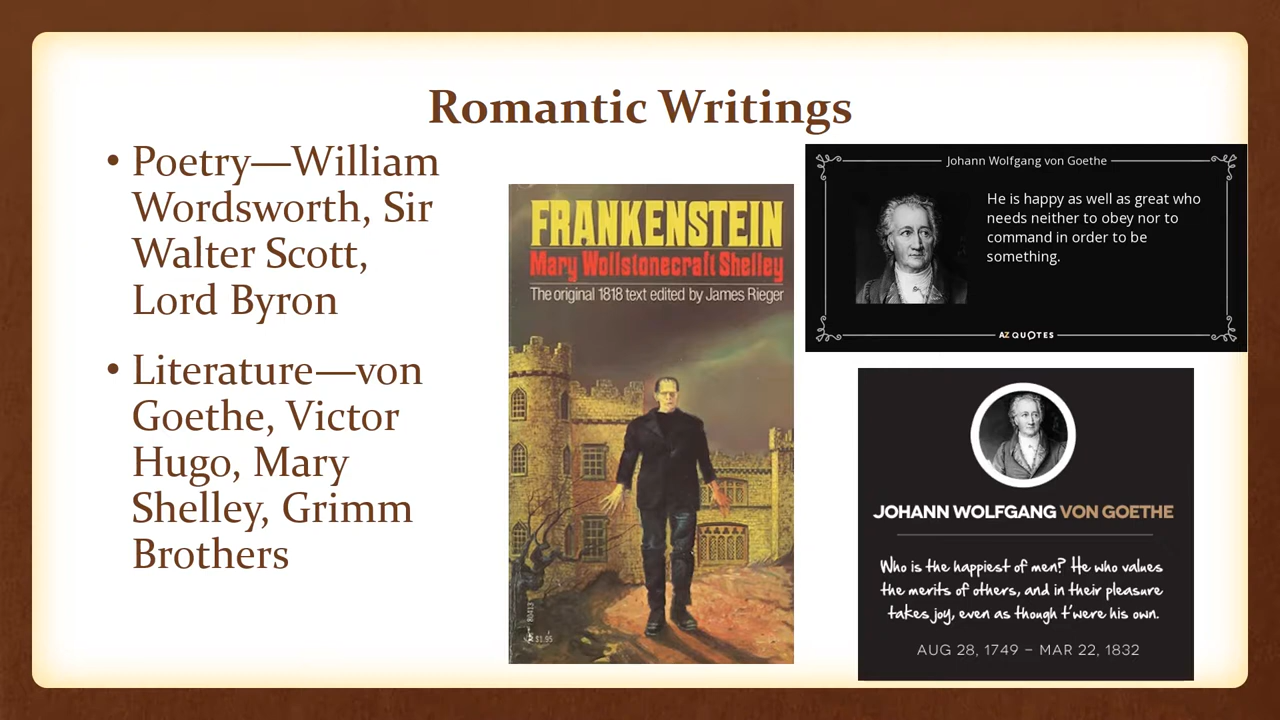 Romantic Writings
• Poetry—William
Wordsworth, Sir
Walter Scott,
Lord Byron
• Literature—von
Goethe, Victor
Hugo, Mary
Shelley, Grimm
Brothers
FRANKENSTEIN
Mary Wollstonecraft Shelley
The original 1818 text edited by James Rieger
80413
$1.95
Johann Wolfgang von Goethe
He is happy as well as great who
needs neither to obey nor to
command in order to be
something.
AZ QUOTES
JOHANN WOLFGANG VON GOETHE
Who is the happiest of men? He who values
the merits of others, and in their pleasure
takes joy, even as though t'were his own.
AUG 28, 1749 – MAR 22, 1832